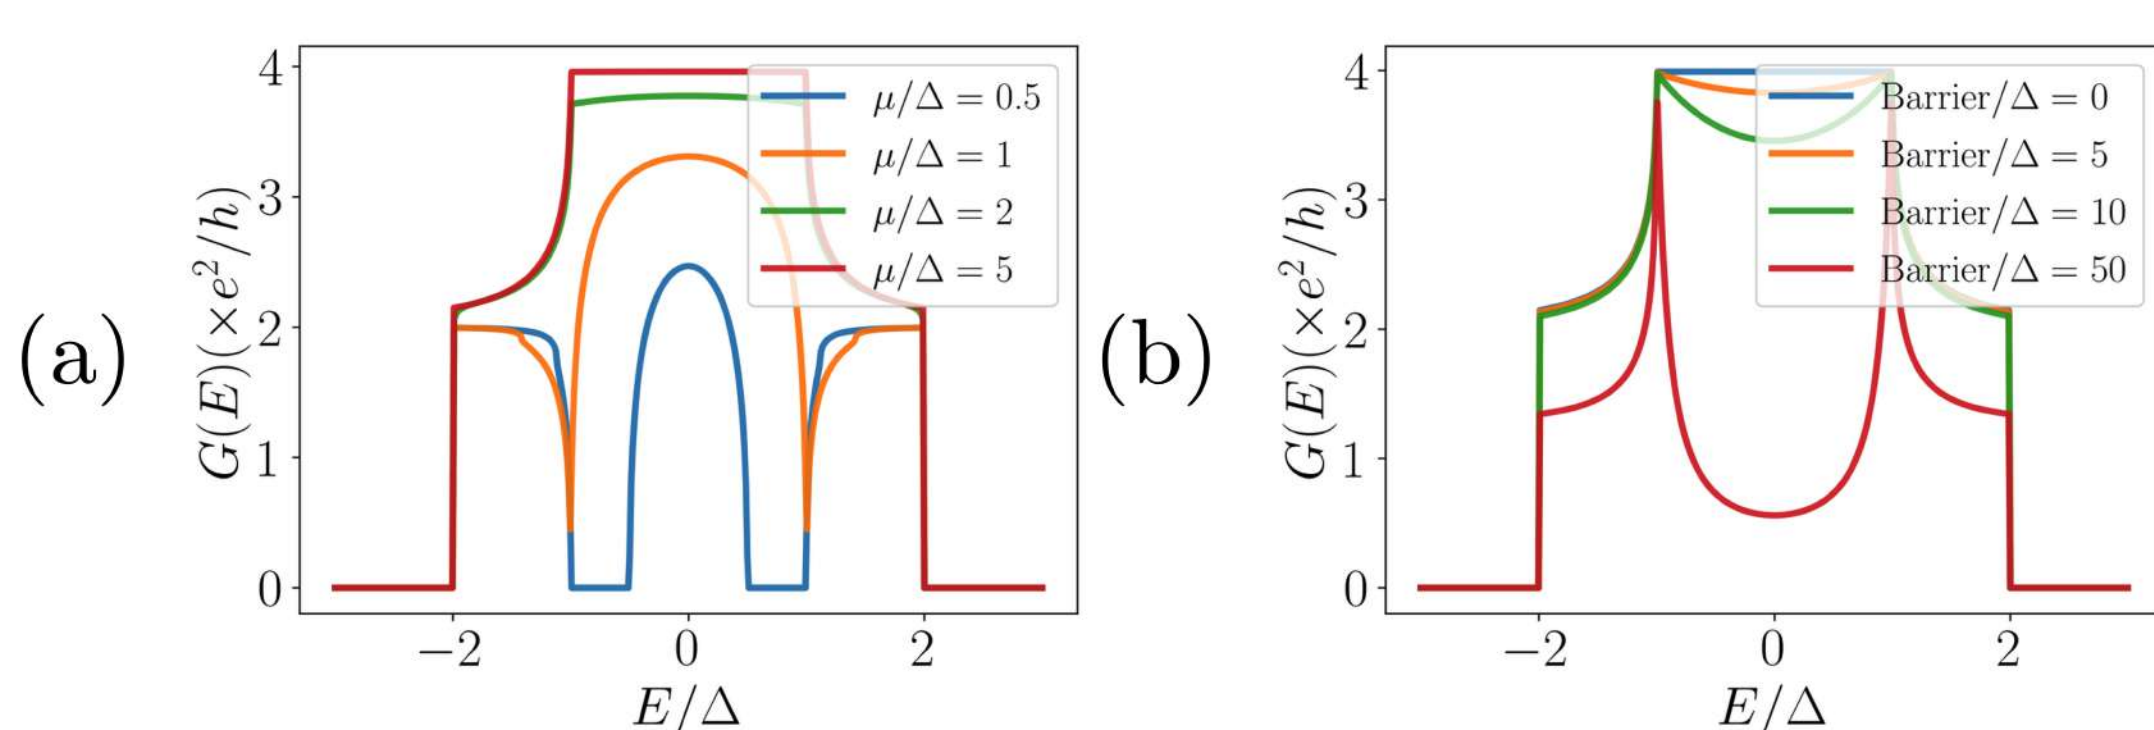 (a)
G(E)(×e²/h)
4
3
2
1
0
−2 0 2
E/Δ
μ/Δ = 0.5
μ/Δ = 1
μ/Δ = 2
μ/Δ = 5
(b)
G(E)(×e²/h)
4
3
2
1
0
−2 0 2
E/Δ
Barrier/Δ = 0
Barrier/Δ = 5
Barrier/Δ = 10
Barrier/Δ = 50